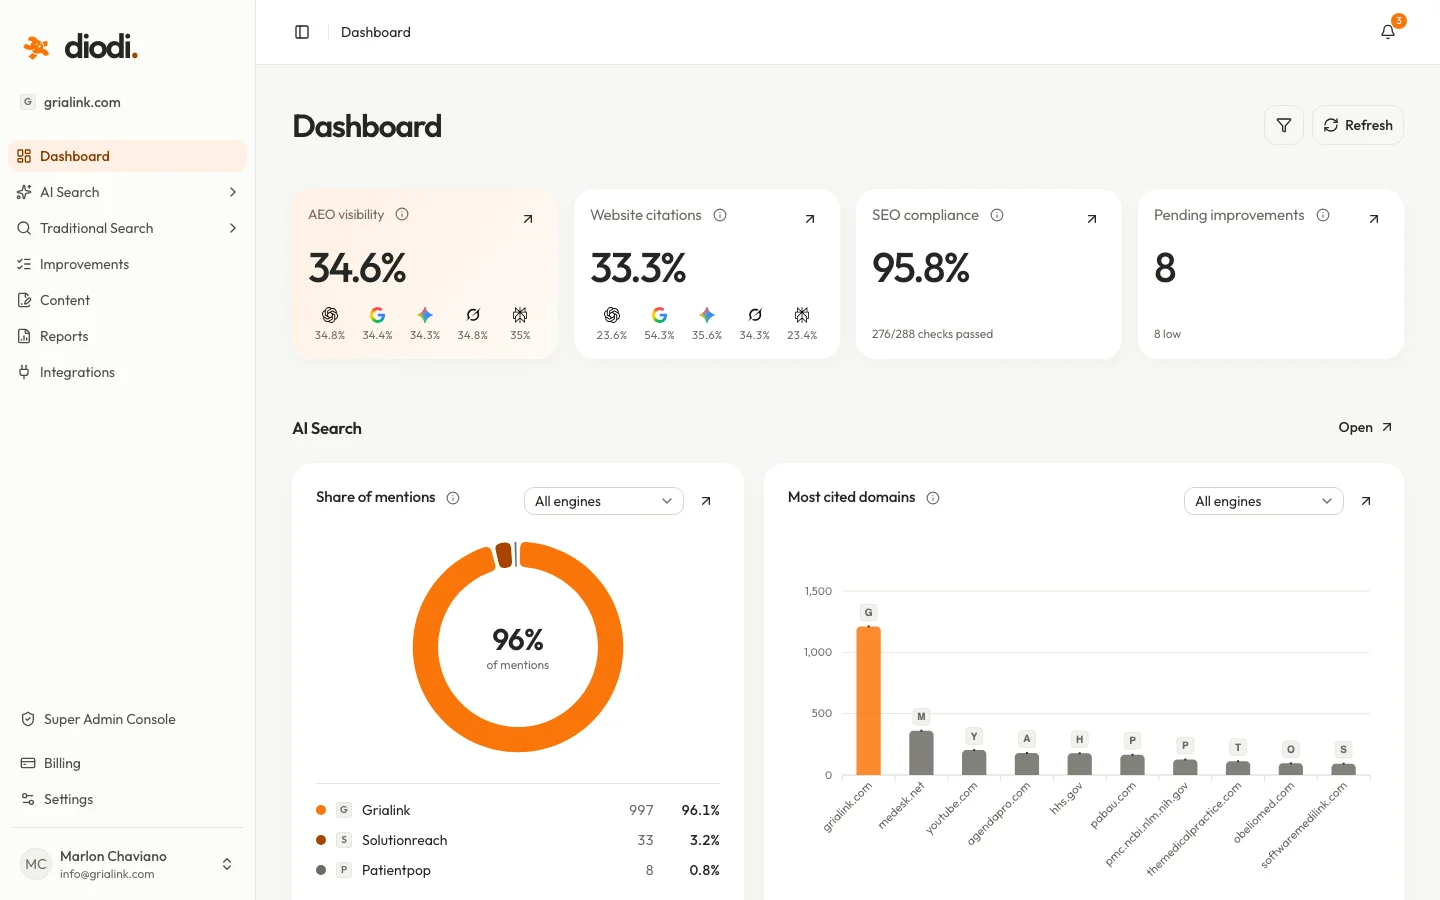 diodi.
G grialink.com
Dashboard
AI Search
Traditional Search
Improvements
Content
Reports
Integrations
Super Admin Console
Billing
Settings
MC Marlon Chaviano
info@grialink.com
Dashboard
3
Dashboard
Refresh
AEO visibility
34.6%
34.8% 34.4% 34.3% 34.8% 35%
Website citations
33.3%
23.6% 54.3% 35.6% 34.3% 23.4%
SEO compliance
95.8%
276/288 checks passed
Pending improvements
8
8 low
AI Search
Open
Share of mentions
All engines
96%
of mentions
G Grialink 997 96.1%
S Solutionreach 33 3.2%
P Patientpop 8 0.8%
Most cited domains
All engines
1,500
1,000
500
0
G M Y A H P P T O S
grialink.com
medesk.net
youtube.com
agendapro.com
hhs.gov
pabau.com
pmc.ncbi.nlm.nih.gov
themedicalpractice.com
obeliomed.com
softwaremedilink.com